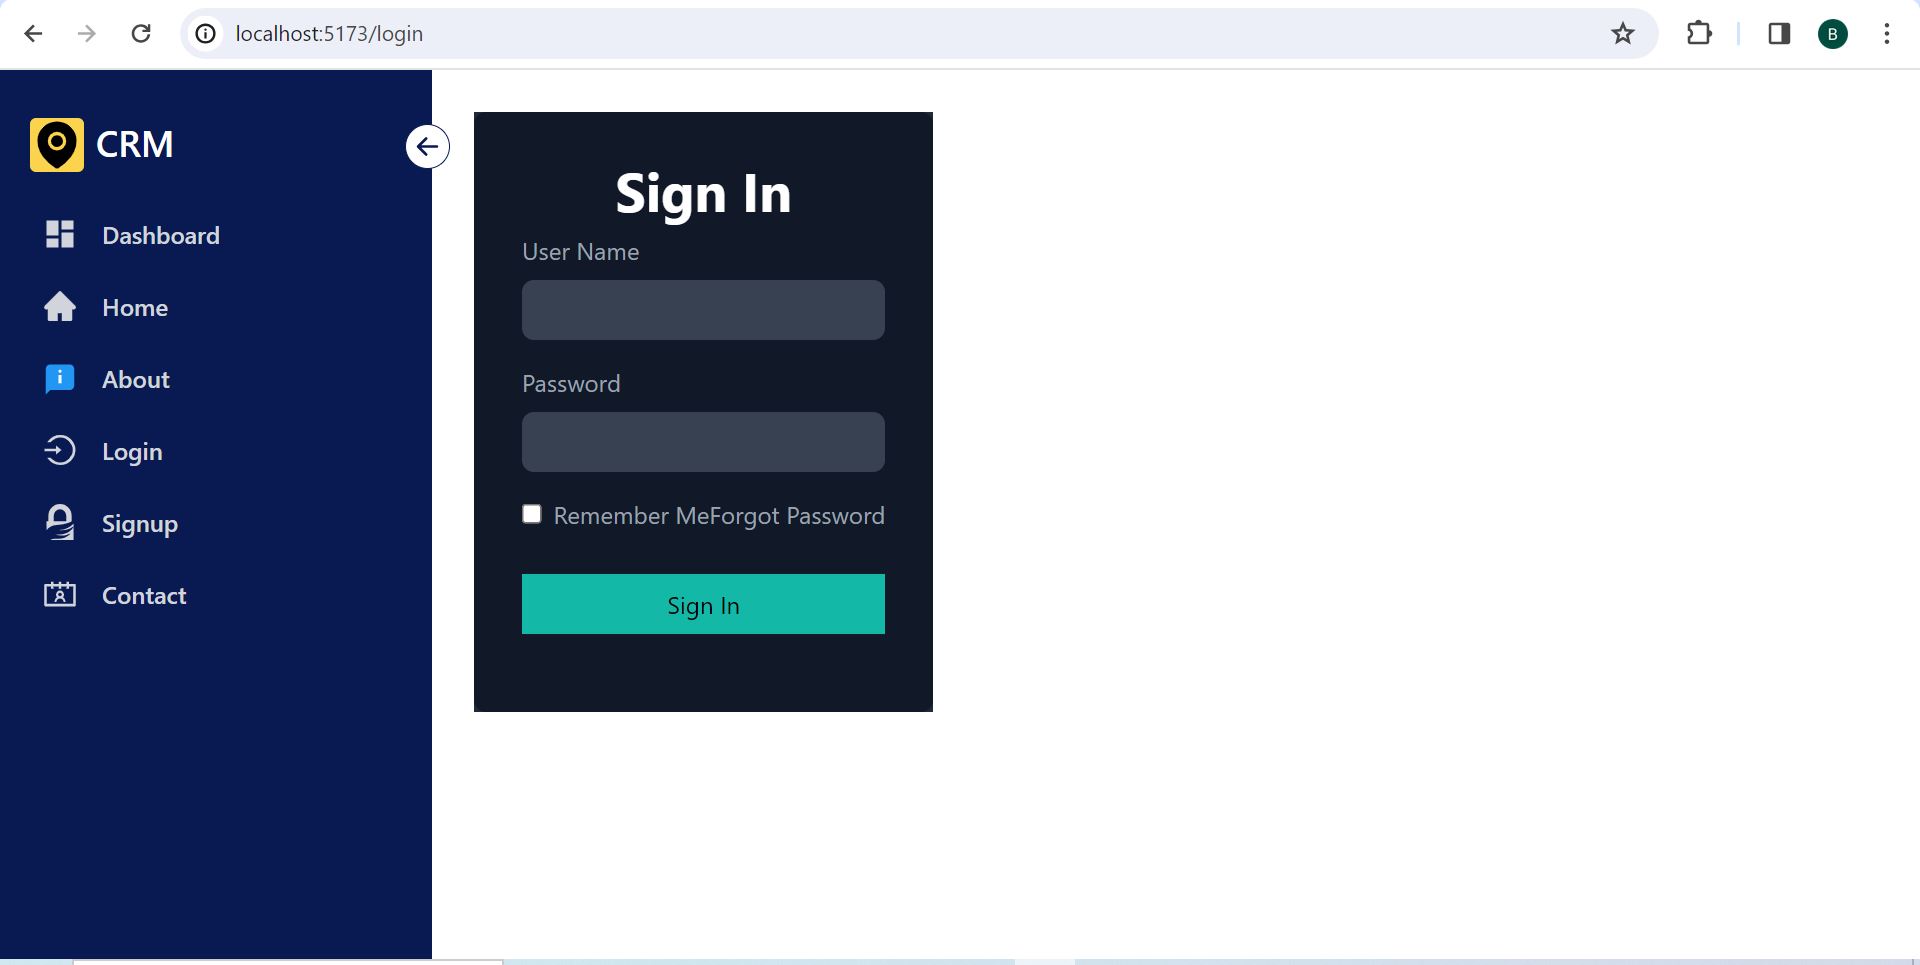 localhost:5173/login
B
CRM
Dashboard
Home
About
Login
Signup
Contact
Sign In
User Name
Password
Remember MeForgot Password
Sign In